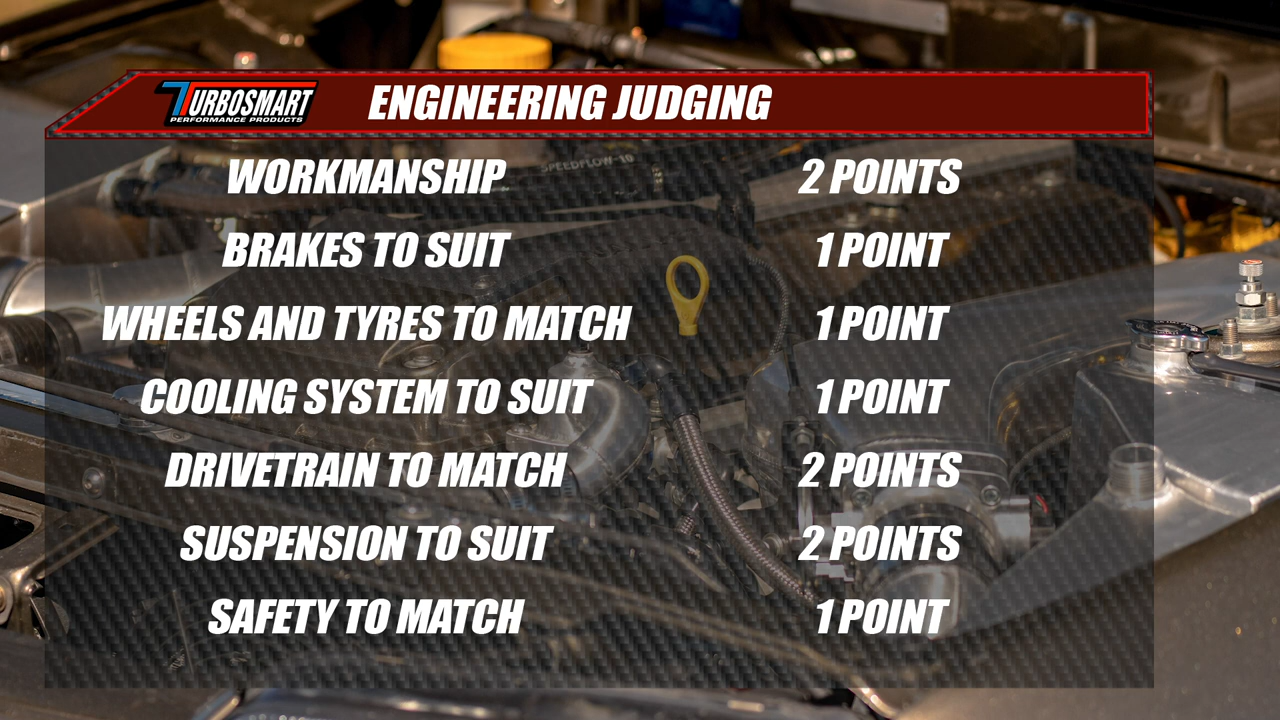 TURBOSMART
PERFORMANCE PRODUCTS
ENGINEERING JUDGING
SPEEDFLOW-10
WORKMANSHIP 2 POINTS
BRAKES TO SUIT 1 POINT
WHEELS AND TYRES TO MATCH 1 POINT
COOLING SYSTEM TO SUIT 1 POINT
DRIVETRAIN TO MATCH 2 POINTS
SUSPENSION TO SUIT 2 POINTS
SAFETY TO MATCH 1 POINT